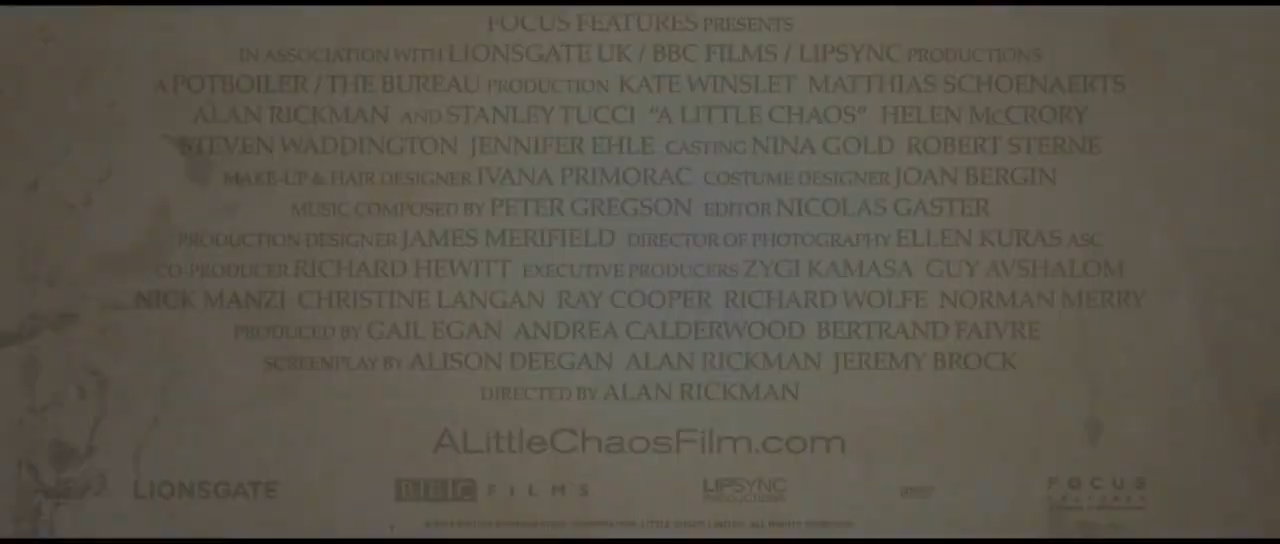 FOCUS FEATURES PRESENTS
IN ASSOCIATION WITH LIONSGATE UK / BBC FILMS / LIPSYNC PRODUCTIONS
A POTBOILER / THE BUREAU PRODUCTION KATE WINSLET MATTHIAS SCHOENAERTS
ALAN RICKMAN AND STANLEY TUCCI "A LITTLE CHAOS" HELEN McCRORY
STEVEN WADDINGTON JENNIFER EHLE CASTING NINA GOLD ROBERT STERNE
MAKE-UP & HAIR DESIGNER IVANA PRIMORAC COSTUME DESIGNER JOAN BERGIN
MUSIC COMPOSED BY PETER GREGSON EDITOR NICOLAS GASTER
PRODUCTION DESIGNER JAMES MERIFIELD DIRECTOR OF PHOTOGRAPHY ELLEN KURAS ASC
CO-PRODUCER RICHARD HEWITT EXECUTIVE PRODUCERS ZYGI KAMASA GUY AVSHALOM
NICK MANZI CHRISTINE LANGAN RAY COOPER RICHARD WOLFE NORMAN MERRY
PRODUCED BY GAIL EGAN ANDREA CALDERWOOD BERTRAND FAIVRE
SCREENPLAY BY ALISON DEEGAN ALAN RICKMAN JEREMY BROCK
DIRECTED BY ALAN RICKMAN
ALittleChaosFilm.com
LIONSGATE BBC FILMS LIPSYNC PRODUCTIONS FOCUS FEATURES